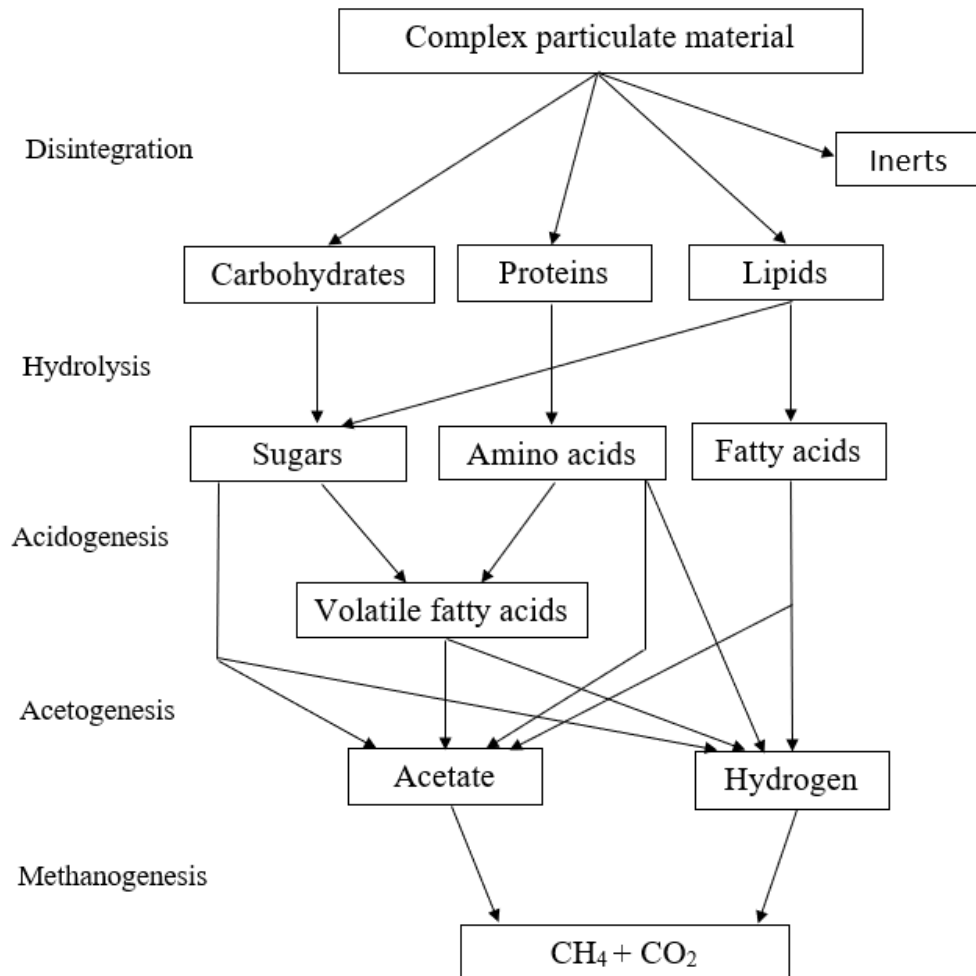 Complex particulate material
Disintegration
Inerts
Carbohydrates
Proteins
Lipids
Hydrolysis
Sugars
Amino acids
Fatty acids
Acidogenesis
Volatile fatty acids
Acetogenesis
Acetate
Hydrogen
Methanogenesis
CH₄ + CO₂